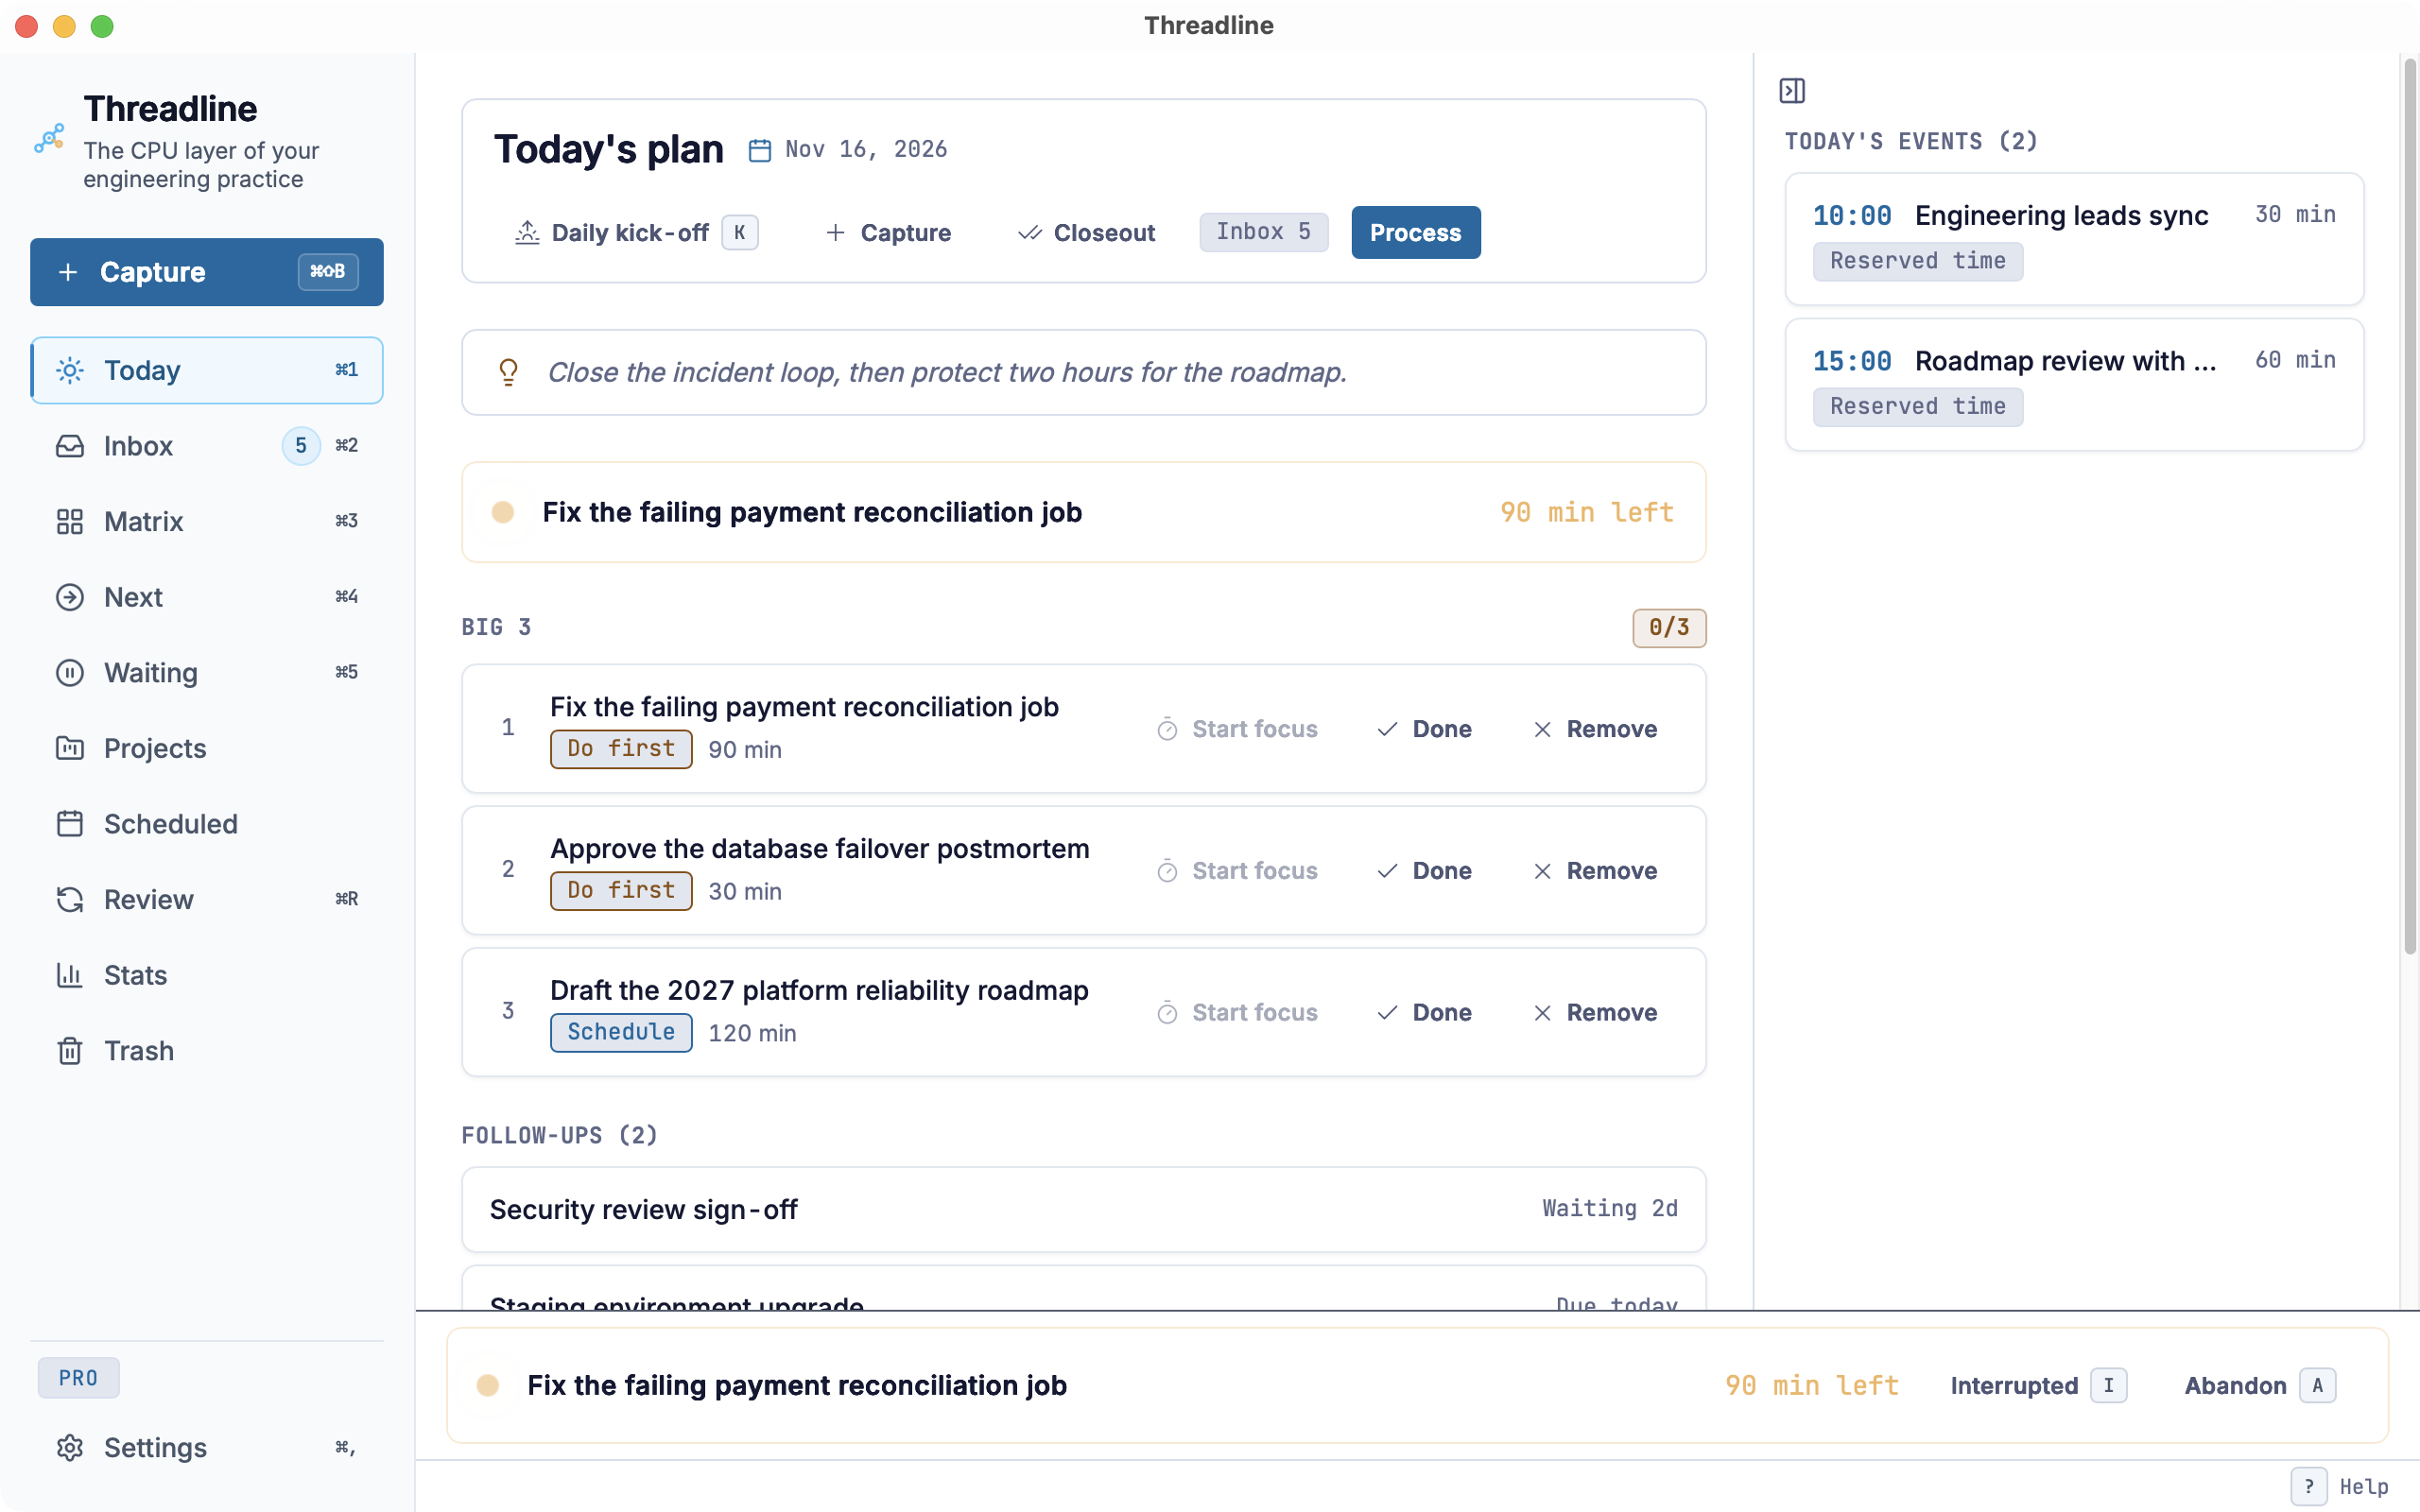 Threadline
Threadline
The CPU layer of your
engineering practice
+ Capture ⌘⇧B
Today ⌘1
Inbox 5 ⌘2
Matrix ⌘3
Next ⌘4
Waiting ⌘5
Projects
Scheduled
Review ⌘R
Stats
Trash
PRO
Settings ⌘,
Today's plan Nov 16, 2026
Daily kick-off K + Capture Closeout Inbox 5 Process
Close the incident loop, then protect two hours for the roadmap.
Fix the failing payment reconciliation job 90 min left
BIG 3 0/3
1 Fix the failing payment reconciliation job
Do first 90 min
Start focus Done Remove
2 Approve the database failover postmortem
Do first 30 min
Start focus Done Remove
3 Draft the 2027 platform reliability roadmap
Schedule 120 min
Start focus Done Remove
FOLLOW-UPS (2)
Security review sign-off Waiting 2d
Staging environment upgrade Due today
TODAY'S EVENTS (2)
10:00 Engineering leads sync 30 min
Reserved time
15:00 Roadmap review with ... 60 min
Reserved time
Fix the failing payment reconciliation job 90 min left Interrupted I Abandon A
? Help